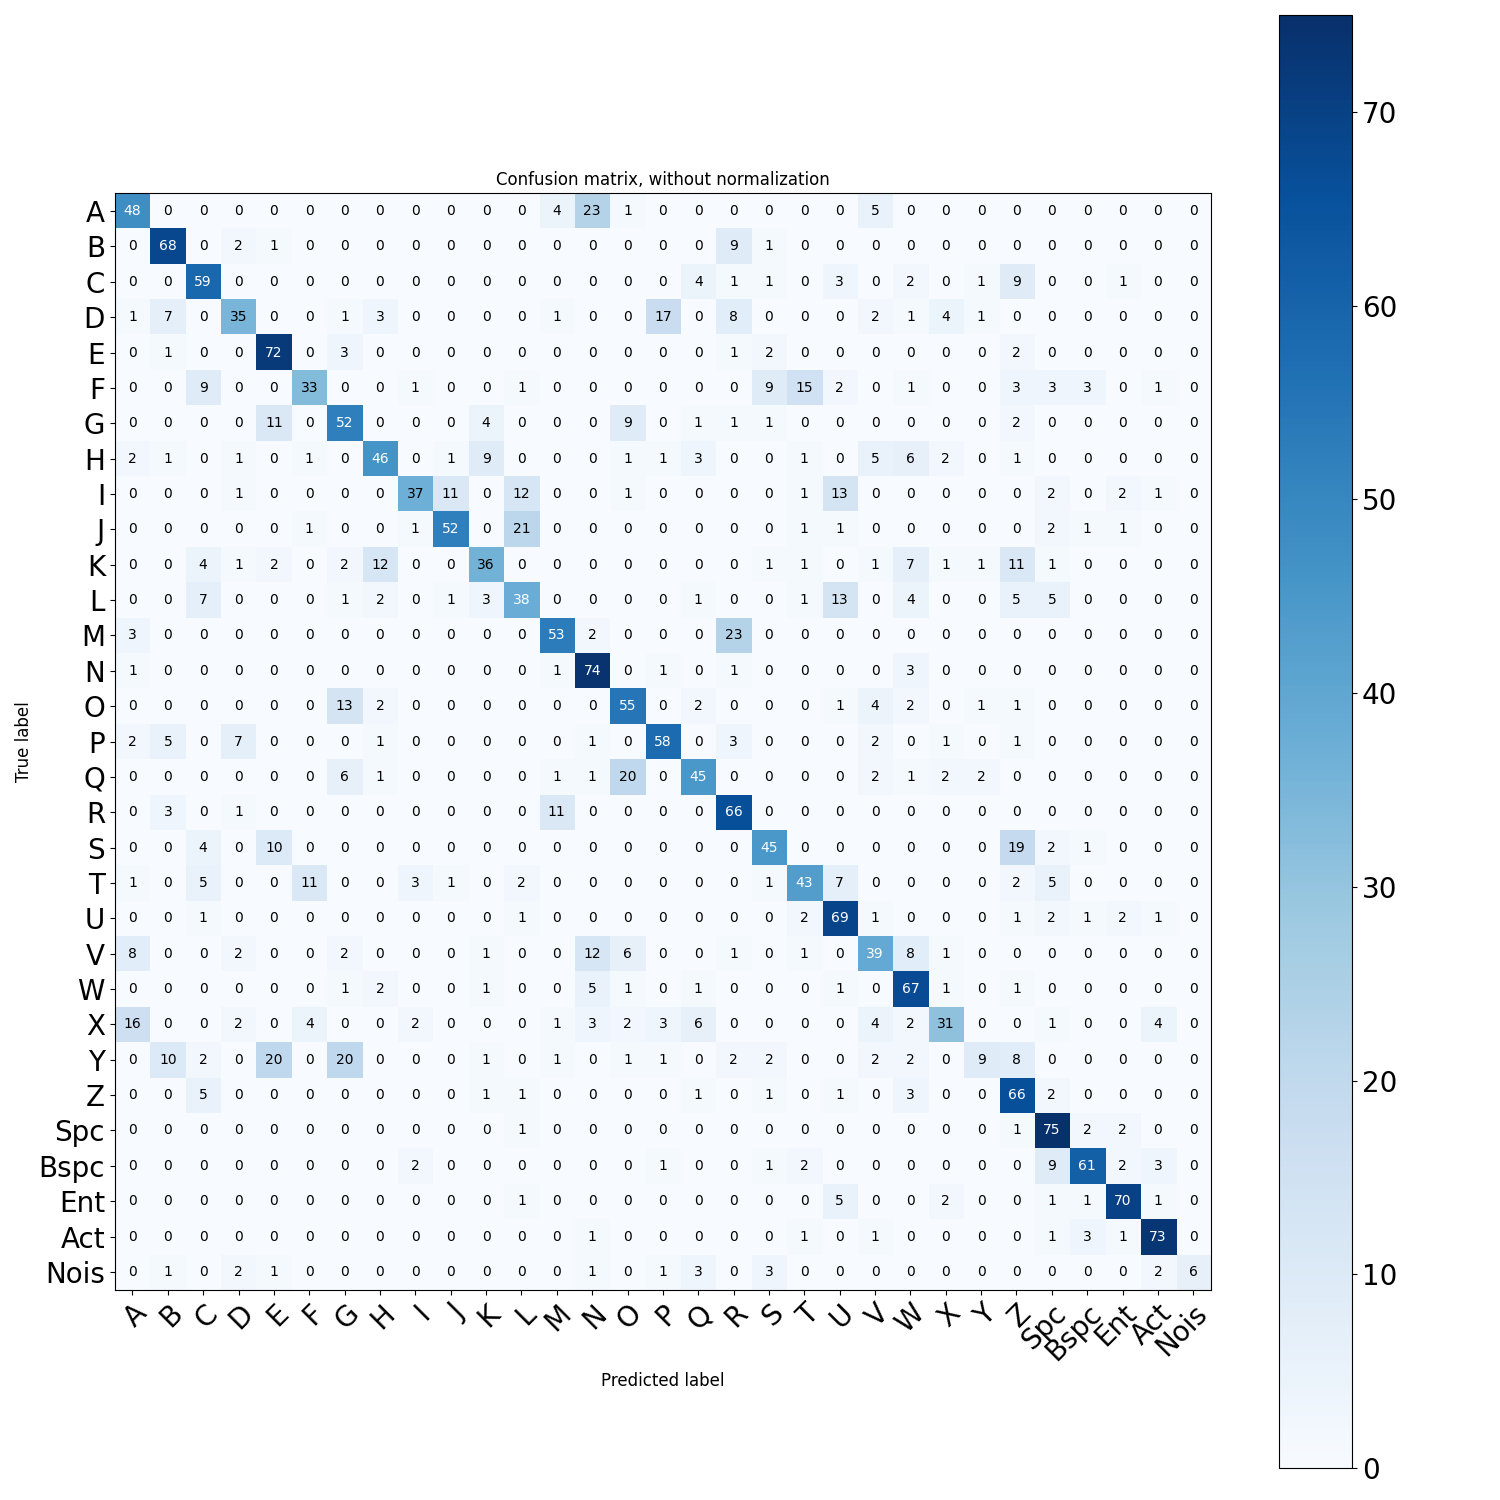 Confusion matrix, without normalization
A 48 0 0 0 0 0 0 0 0 0 0 0 4 23 1 0 0 0 0 0 0 5 0 0 0 0 0 0 0 0 0
B 0 68 0 2 1 0 0 0 0 0 0 0 0 0 0 0 0 9 1 0 0 0 0 0 0 0 0 0 0 0 0
C 0 0 59 0 0 0 0 0 0 0 0 0 0 0 0 0 4 1 1 0 3 0 2 0 1 9 0 0 1 0 0
D 1 7 0 35 0 0 1 3 0 0 0 0 1 0 0 17 0 8 0 0 0 2 1 4 1 0 0 0 0 0 0
E 0 1 0 0 72 0 3 0 0 0 0 0 0 0 0 0 0 1 2 0 0 0 0 0 0 2 0 0 0 0 0
F 0 0 9 0 0 33 0 0 1 0 0 1 0 0 0 0 0 0 9 15 2 0 1 0 0 3 3 3 0 1 0
G 0 0 0 0 11 0 52 0 0 0 4 0 0 0 9 0 1 1 1 0 0 0 0 0 0 2 0 0 0 0 0
H 2 1 0 1 0 1 0 46 0 1 9 0 0 0 1 1 3 0 0 1 0 5 6 2 0 1 0 0 0 0 0
I 0 0 0 1 0 0 0 0 37 11 0 12 0 0 1 0 0 0 0 1 13 0 0 0 0 0 2 0 2 1 0
J 0 0 0 0 0 1 0 0 1 52 0 21 0 0 0 0 0 0 0 1 1 0 0 0 0 0 2 1 1 0 0
K 0 0 4 1 2 0 2 12 0 0 36 0 0 0 0 0 0 0 1 1 0 1 7 1 1 11 1 0 0 0 0
L 0 0 7 0 0 0 1 2 0 1 3 38 0 0 0 0 1 0 0 1 13 0 4 0 0 5 5 0 0 0 0
M 3 0 0 0 0 0 0 0 0 0 0 0 53 2 0 0 0 23 0 0 0 0 0 0 0 0 0 0 0 0 0
N 1 0 0 0 0 0 0 0 0 0 0 0 1 74 0 1 0 1 0 0 0 0 3 0 0 0 0 0 0 0 0
O 0 0 0 0 0 0 13 2 0 0 0 0 0 0 55 0 2 0 0 0 1 4 2 0 1 1 0 0 0 0 0
P 2 5 0 7 0 0 0 1 0 0 0 0 0 1 0 58 0 3 0 0 0 2 0 1 0 1 0 0 0 0 0
Q 0 0 0 0 0 0 6 1 0 0 0 0 1 1 20 0 45 0 0 0 0 2 1 2 2 0 0 0 0 0 0
R 0 3 0 1 0 0 0 0 0 0 0 0 11 0 0 0 0 66 0 0 0 0 0 0 0 0 0 0 0 0 0
S 0 0 4 0 10 0 0 0 0 0 0 0 0 0 0 0 0 0 45 0 0 0 0 0 0 19 2 1 0 0 0
T 1 0 5 0 0 11 0 0 3 1 0 2 0 0 0 0 0 0 1 43 7 0 0 0 0 2 5 0 0 0 0
U 0 0 1 0 0 0 0 0 0 0 0 1 0 0 0 0 0 0 0 2 69 1 0 0 0 1 2 1 2 1 0
V 8 0 0 2 0 0 2 0 0 0 1 0 0 12 6 0 0 1 0 1 0 39 8 1 0 0 0 0 0 0 0
W 0 0 0 0 0 0 1 2 0 0 1 0 0 5 1 0 1 0 0 0 1 0 67 1 0 1 0 0 0 0 0
X 16 0 0 2 0 4 0 0 2 0 0 0 1 3 2 3 6 0 0 0 0 4 2 31 0 0 1 0 0 4 0
Y 0 10 2 0 20 0 20 0 0 0 1 0 1 0 1 1 0 2 2 0 0 2 2 0 9 8 0 0 0 0 0
Z 0 0 5 0 0 0 0 0 0 0 1 1 0 0 0 0 1 0 1 0 1 0 3 0 0 66 2 0 0 0 0
Spc 0 0 0 0 0 0 0 0 0 0 0 1 0 0 0 0 0 0 0 0 0 0 0 0 0 1 75 2 2 0 0
Bspc 0 0 0 0 0 0 0 0 2 0 0 0 0 0 0 1 0 0 1 2 0 0 0 0 0 0 9 61 2 3 0
Ent 0 0 0 0 0 0 0 0 0 0 0 1 0 0 0 0 0 0 0 0 5 0 0 2 0 0 1 1 70 1 0
Act 0 0 0 0 0 0 0 0 0 0 0 0 0 1 0 0 0 0 0 1 0 1 0 0 0 0 1 3 1 73 0
Nois 0 1 0 2 1 0 0 0 0 0 0 0 0 1 0 1 3 0 3 0 0 0 0 0 0 0 0 0 0 2 6
A B C D E F G H I J K L M N O P Q R S T U V W X Y Z Spc Bspc Ent Act Nois
Predicted label
True label
70
60
50
40
30
20
10
0